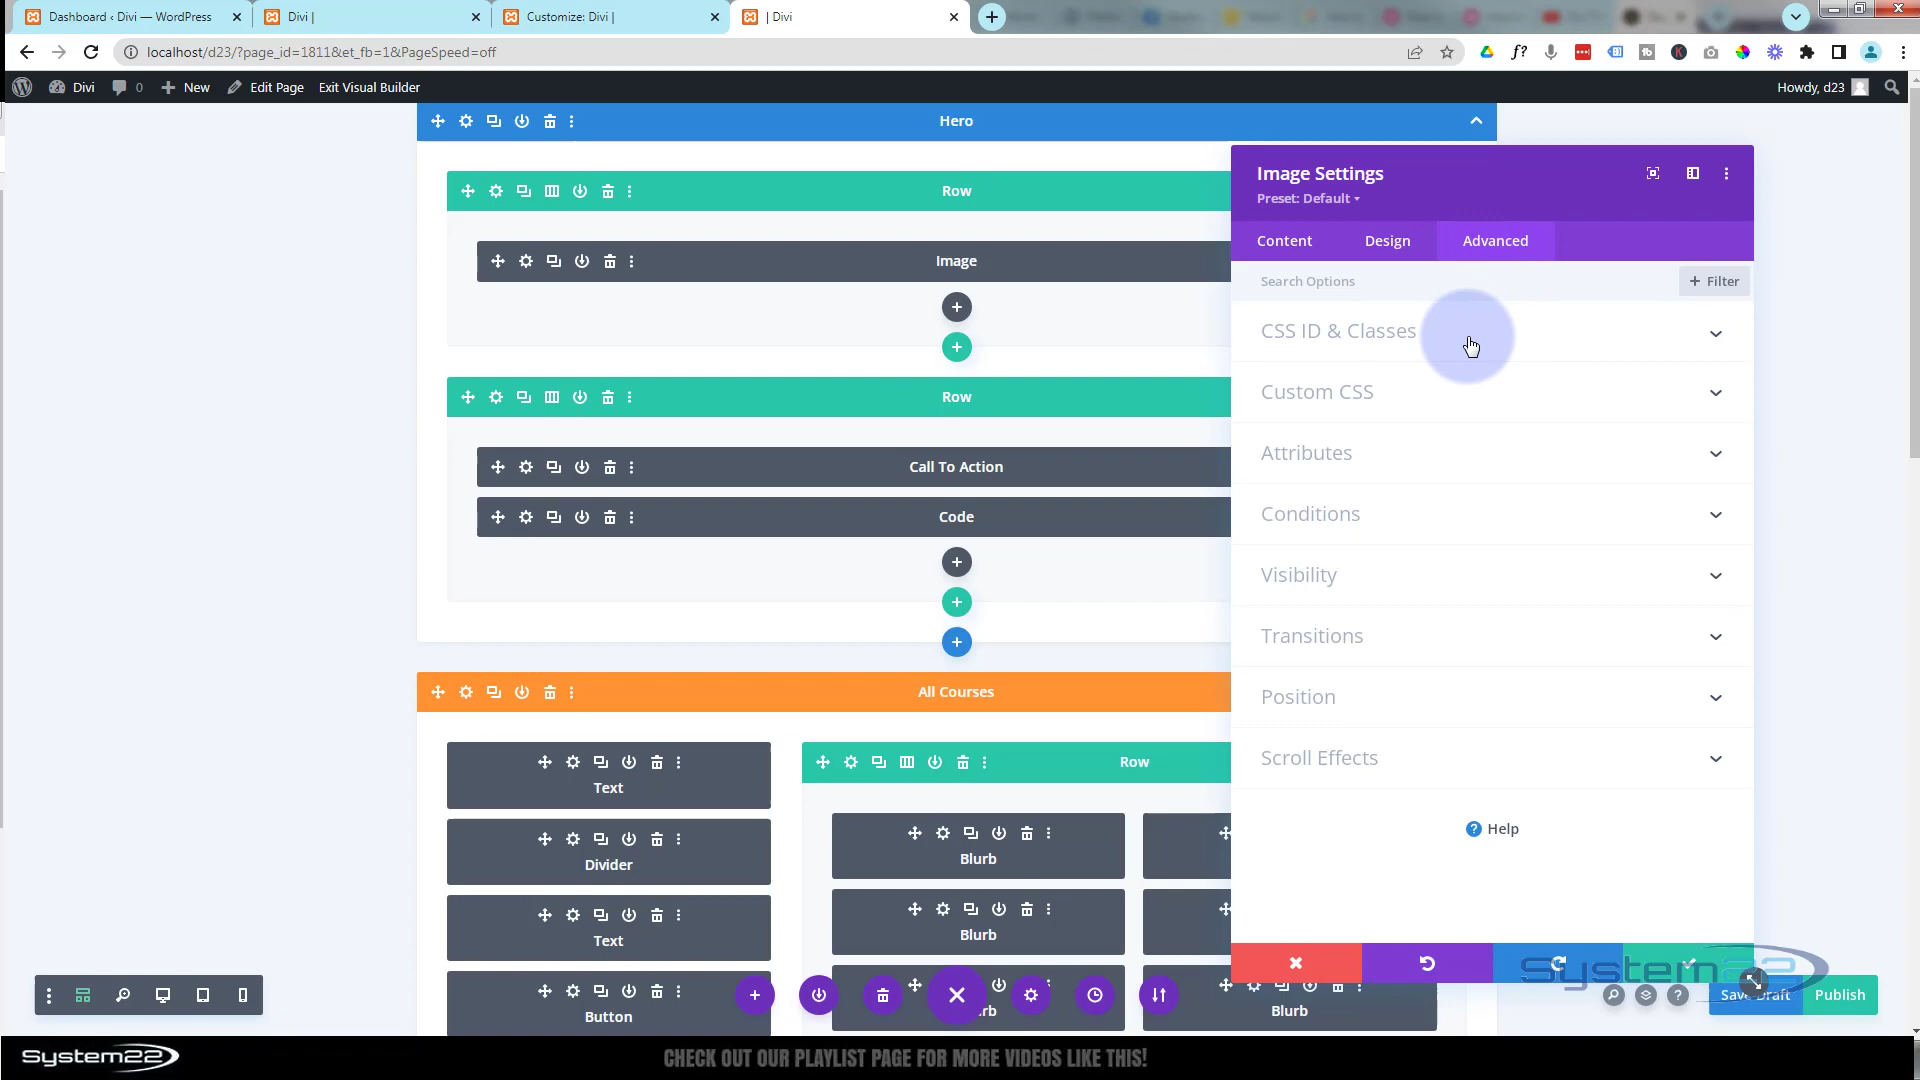 Dashboard ‹ Divi — WordPress
Divi |
Customize: Divi |
| Divi
localhost/d23/?page_id=1811&et_fb=1&PageSpeed=off
Divi
0
New
Edit Page
Exit Visual Builder
Howdy, d23
Hero
Row
Image
Row
Call To Action
Code
All Courses
Text
Divider
Text
Button
Row
Blurb
Blurb
Blurb
Image Settings
Preset: Default
Content
Design
Advanced
Search Options
Filter
CSS ID & Classes
Custom CSS
Attributes
Conditions
Visibility
Transitions
Position
Scroll Effects
Help
System22
Save Draft
Publish
System22
CHECK OUT OUR PLAYLIST PAGE FOR MORE VIDEOS LIKE THIS!